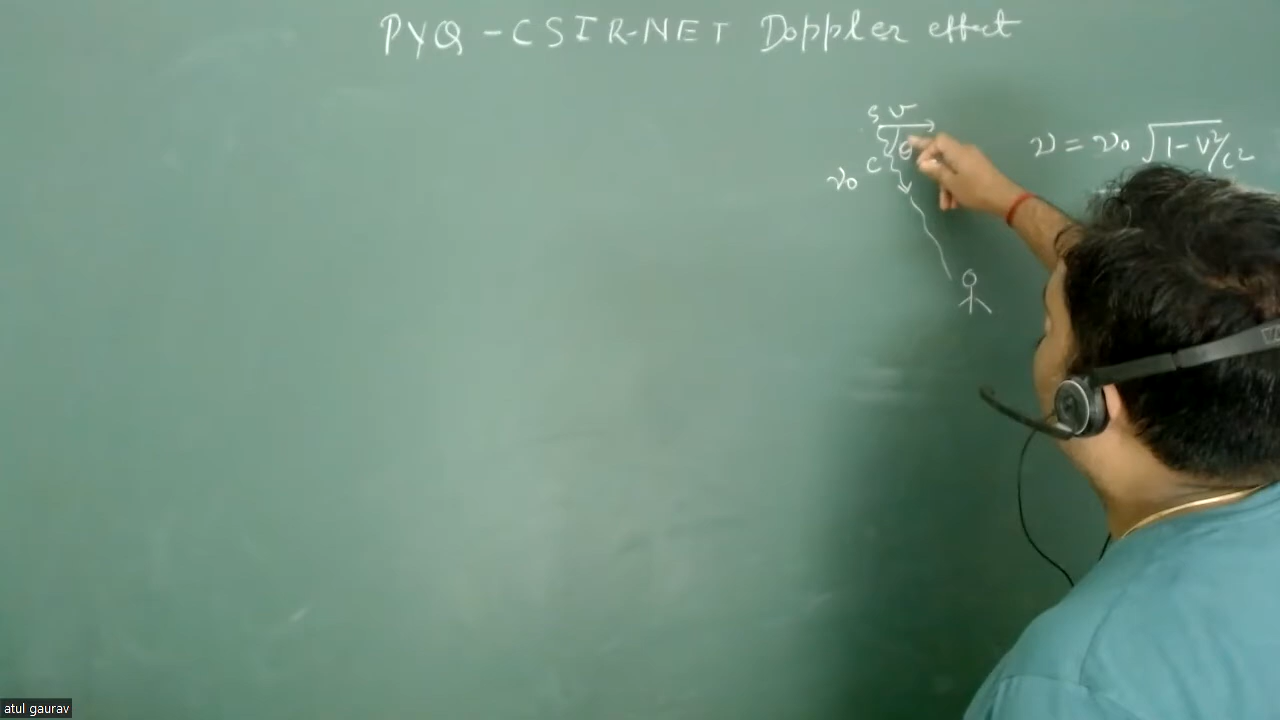 PYQ - CSIR-NET Doppler effect
S v
θ
c
ν₀
ν = ν₀ √1 - v²/c²
atul gaurav